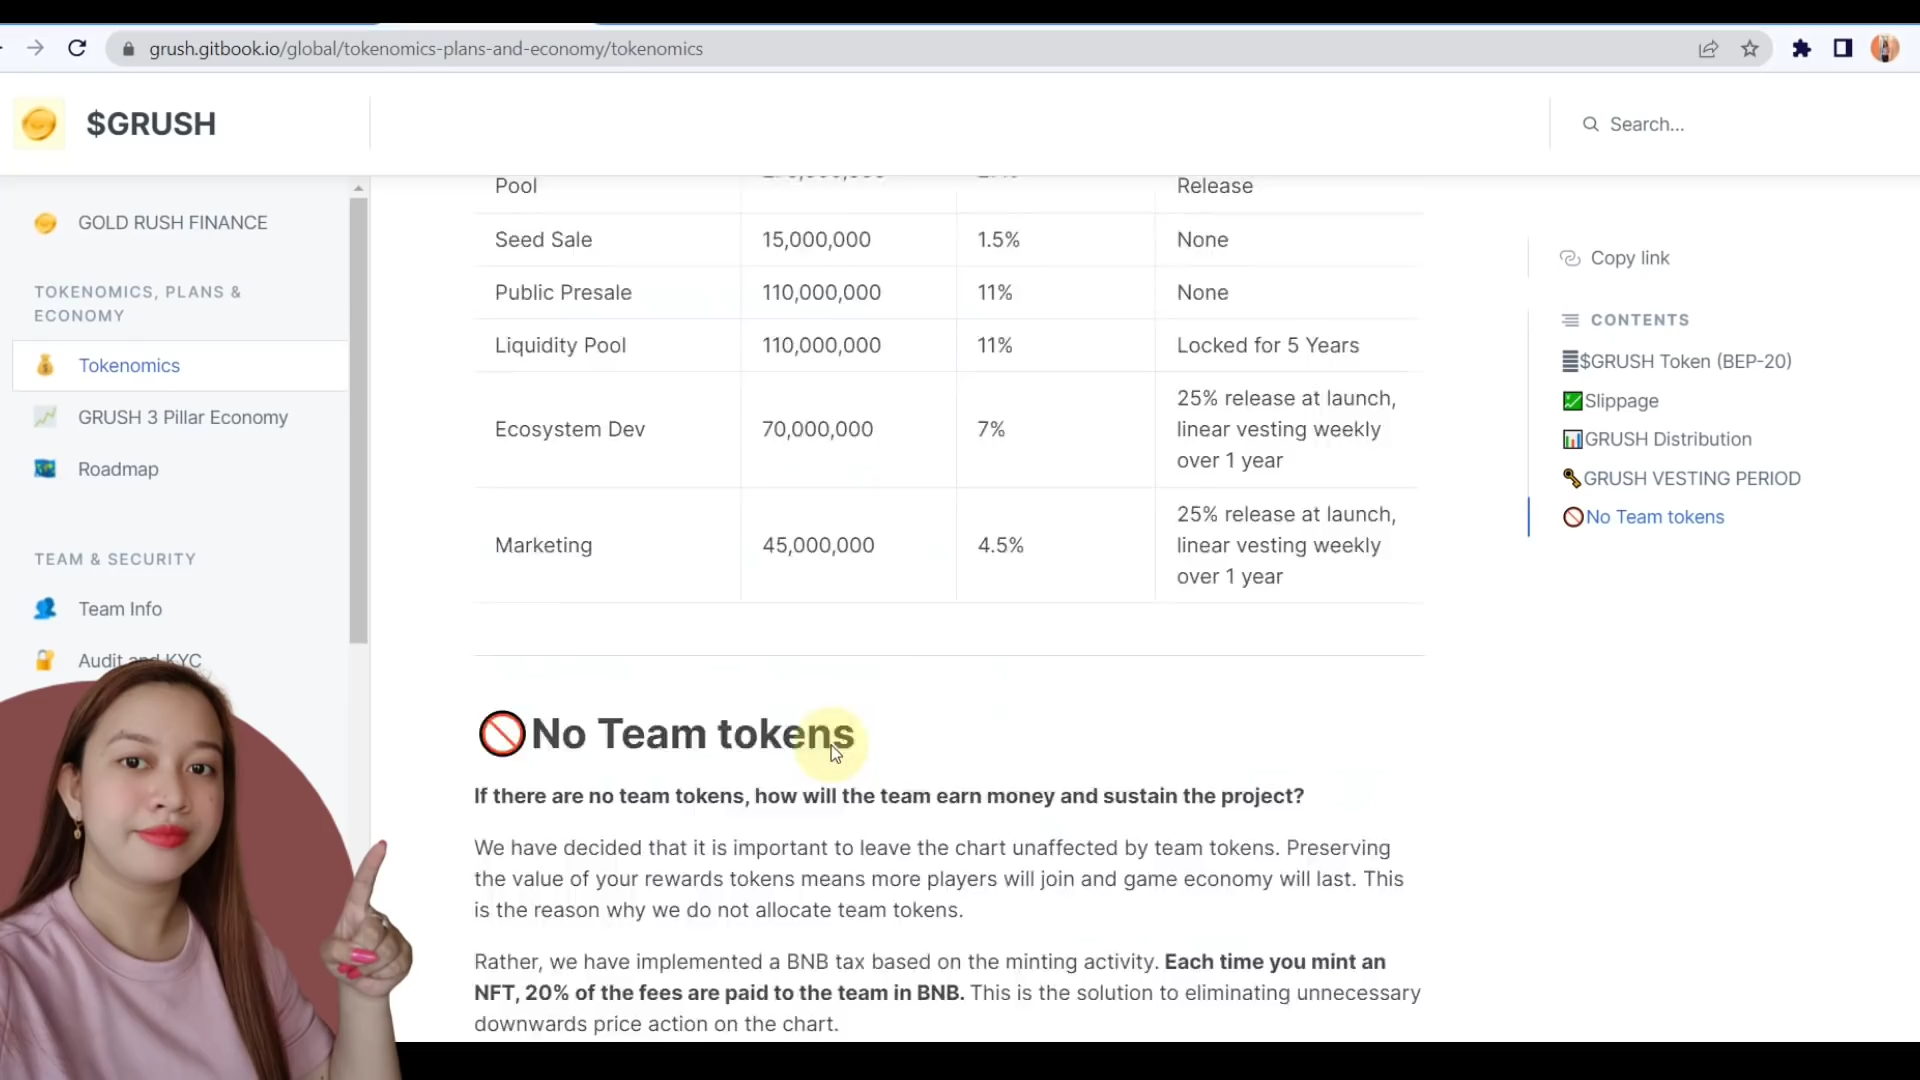 grush.gitbook.io/global/tokenomics-plans-and-economy/tokenomics
$GRUSH
Search...
GOLD RUSH FINANCE
TOKENOMICS, PLANS &
ECONOMY
Tokenomics
GRUSH 3 Pillar Economy
Roadmap
TEAM & SECURITY
Team Info
Audit and KYC
Pool Release
Seed Sale 15,000,000 1.5% None
Public Presale 110,000,000 11% None
Liquidity Pool 110,000,000 11% Locked for 5 Years
25% release at launch,
Ecosystem Dev 70,000,000 7% linear vesting weekly
over 1 year
25% release at launch,
Marketing 45,000,000 4.5% linear vesting weekly
over 1 year
No Team tokens
If there are no team tokens, how will the team earn money and sustain the project?
We have decided that it is important to leave the chart unaffected by team tokens. Preserving
the value of your rewards tokens means more players will join and game economy will last. This
is the reason why we do not allocate team tokens.
Rather, we have implemented a BNB tax based on the minting activity. Each time you mint an
NFT, 20% of the fees are paid to the team in BNB. This is the solution to eliminating unnecessary
downwards price action on the chart.
Copy link
CONTENTS
$GRUSH Token (BEP-20)
Slippage
GRUSH Distribution
GRUSH VESTING PERIOD
No Team tokens